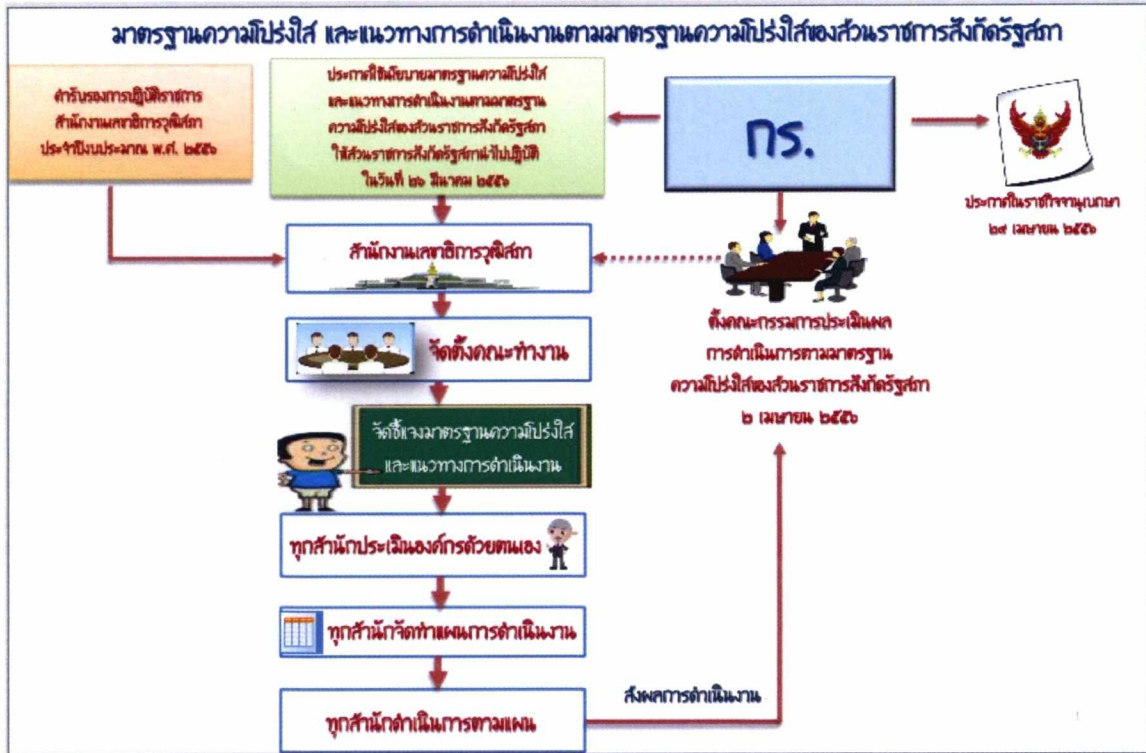 มาตรฐานความโปร่งใส และแนวทางการดำเนินงานตามมาตรฐานความโปร่งใสของส่วนราชการสังกัดรัฐสภา
คำรับรองการปฏิบัติราชการ
สำนักงานเลขาธิการวุฒิสภา
ประจำปีงบประมาณ พ.ศ. ๒๕๕๖
ประกาศใช้นโยบายมาตรฐานความโปร่งใส
และแนวทางการดำเนินงานตามมาตรฐาน
ความโปร่งใสของส่วนราชการสังกัดรัฐสภา
ให้ส่วนราชการสังกัดรัฐสภานำไปปฏิบัติ
ในวันที่ ๒๖ มีนาคม ๒๕๕๖
กร.
ประกาศในราชกิจจานุเบกษา
๒๙ เมษายน ๒๕๕๖
สำนักงานเลขาธิการวุฒิสภา
ตั้งคณะกรรมการประเมินผล
การดำเนินการตามมาตรฐาน
ความโปร่งใสของส่วนราชการสังกัดรัฐสภา
๒ เมษายน ๒๕๕๖
จัดตั้งคณะทำงาน
จัดชี้แจงมาตรฐานความโปร่งใส
และแนวทางการดำเนินงาน
ทุกสำนักประเมินองค์กรด้วยตนเอง
ทุกสำนักจัดทำแผนการดำเนินงาน
ทุกสำนักดำเนินการตามแผน
ส่งผลการดำเนินงาน